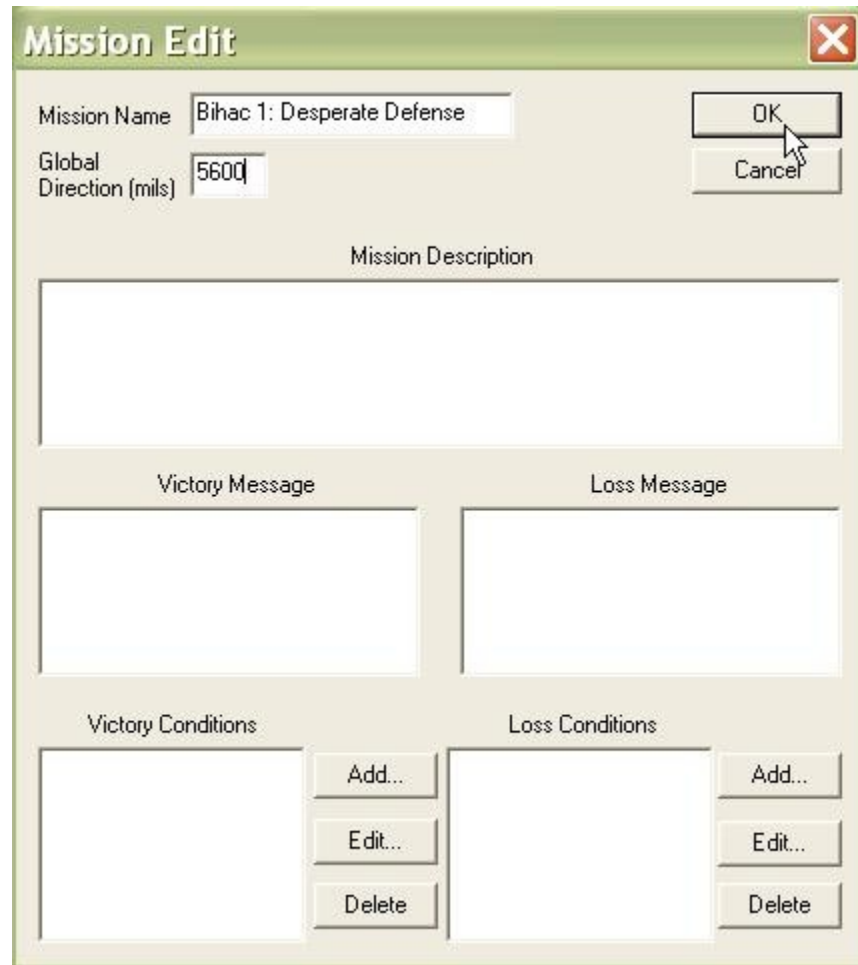 Mission Edit
Mission Name Bihac 1: Desperate Defense OK
Global
Direction (mils) 5600 Cancel
Mission Description
Victory Message Loss Message
Victory Conditions Loss Conditions
Add... Add...
Edit... Edit...
Delete Delete